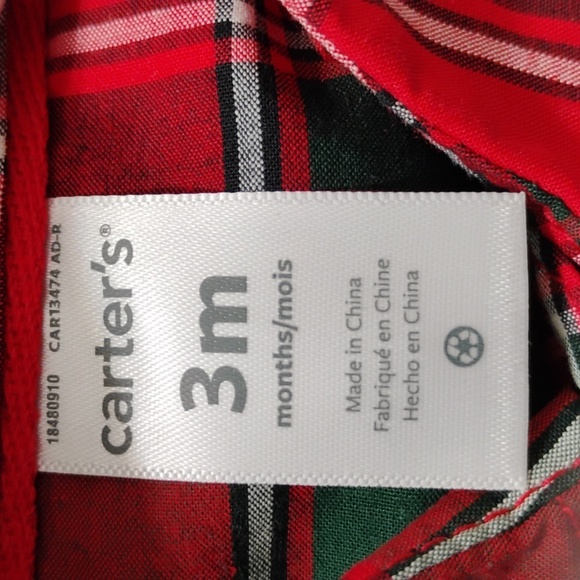 18480910 CAR13474 AD-R
carter's®
3m
months/mois
Made in China
Fabriqué en Chine
Hecho en China